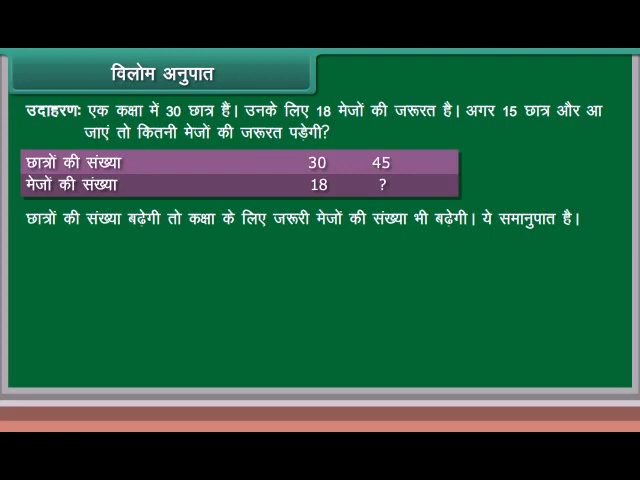 विलोम अनुपात
उदाहरण: एक कक्षा में 30 छात्र हैं। उनके लिए 18 मेजों की जरूरत है। अगर 15 छात्र और आ
जाएं तो कितनी मेजों की जरूरत पड़ेगी?
छात्रों की संख्या 30 45
मेजों की संख्या 18 ?
छात्रों की संख्या बढ़ेगी तो कक्षा के लिए जरूरी मेजों की संख्या भी बढ़ेगी। ये समानुपात है।